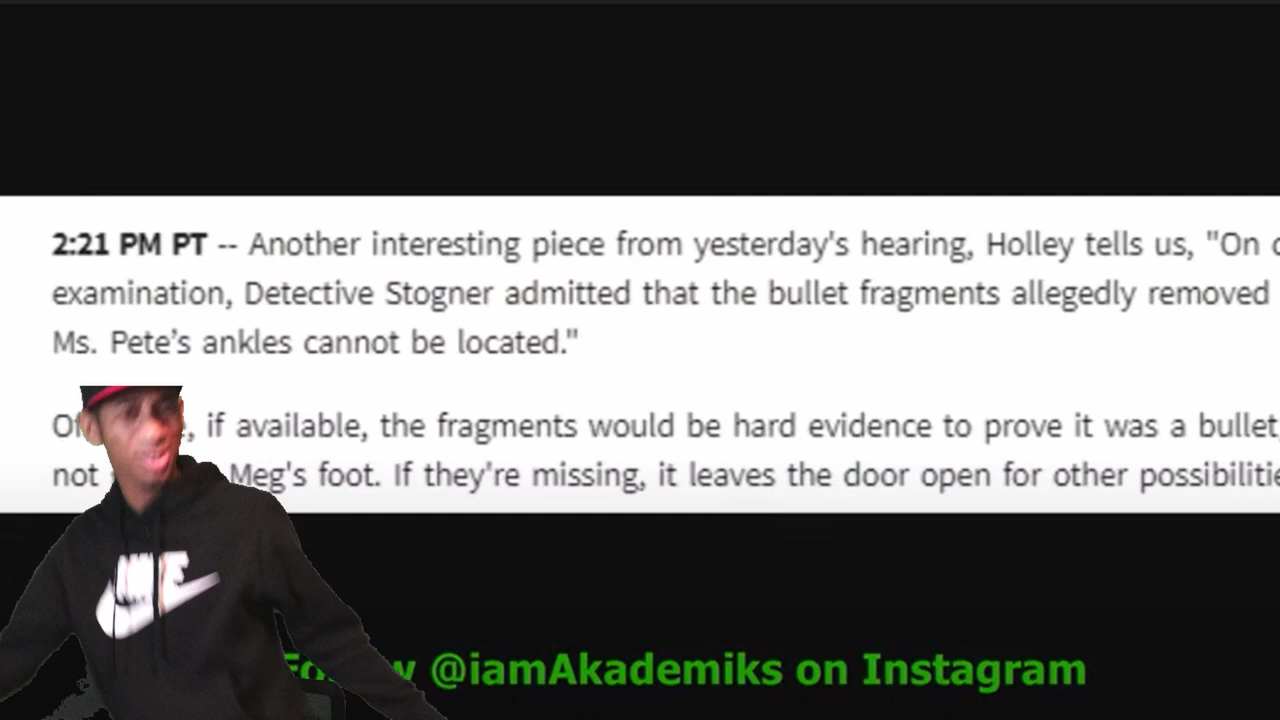 2:21 PM PT -- Another interesting piece from yesterday's hearing, Holley tells us, "On
examination, Detective Stogner admitted that the bullet fragments allegedly removed
Ms. Pete's ankles cannot be located."
if available, the fragments would be hard evidence to prove it was a bullet,
not Meg's foot. If they're missing, it leaves the door open for other
@iamAkademiks on Instagram